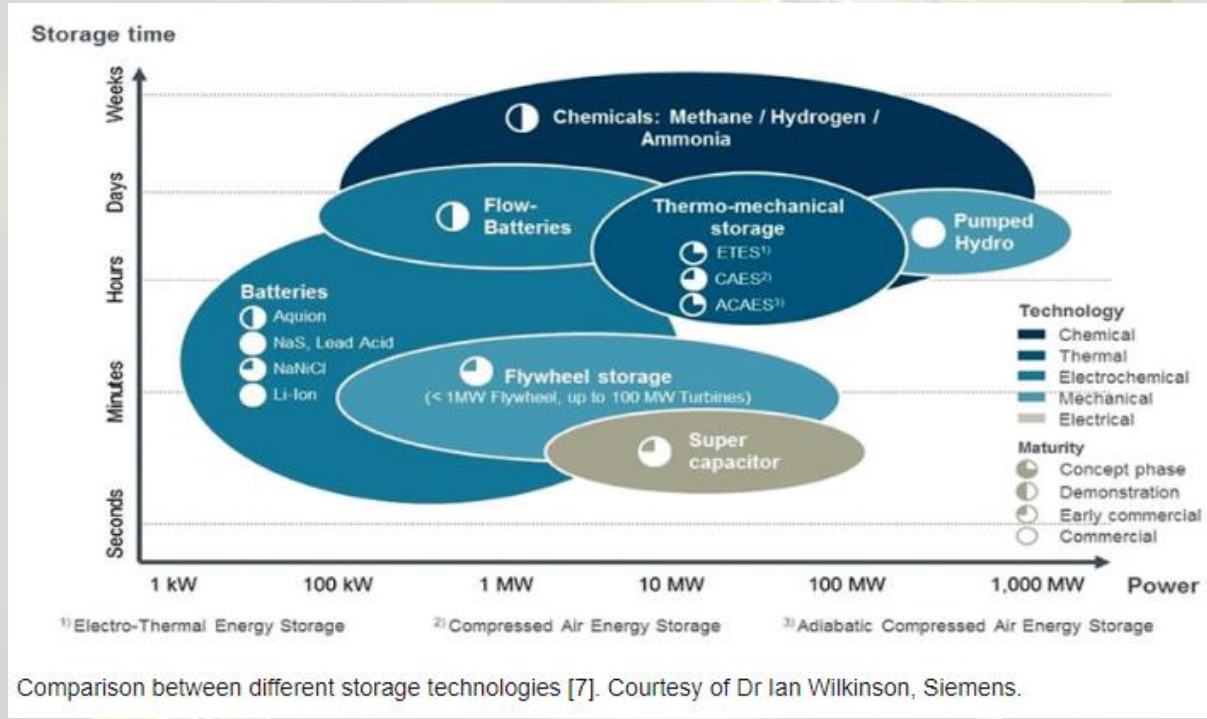 Storage time
Weeks
Days
Hours
Minutes
Seconds
Chemicals: Methane / Hydrogen /
Ammonia
Flow-
Batteries
Thermo-mechanical
storage
ETES¹⁾
CAES²⁾
ACAES³⁾
Pumped
Hydro
Batteries
Aquion
NaS, Lead Acid
NaNiCl
Li-Ion
Flywheel storage
(< 1MW Flywheel, up to 100 MW Turbines)
Super
capacitor
Technology
Chemical
Thermal
Electrochemical
Mechanical
Electrical
Maturity
Concept phase
Demonstration
Early commercial
Commercial
1 kW 100 kW 1 MW 10 MW 100 MW 1,000 MW Power
¹⁾Electro-Thermal Energy Storage ²⁾Compressed Air Energy Storage ³⁾Adiabatic Compressed Air Energy Storage
Comparison between different storage technologies [7]. Courtesy of Dr Ian Wilkinson, Siemens.